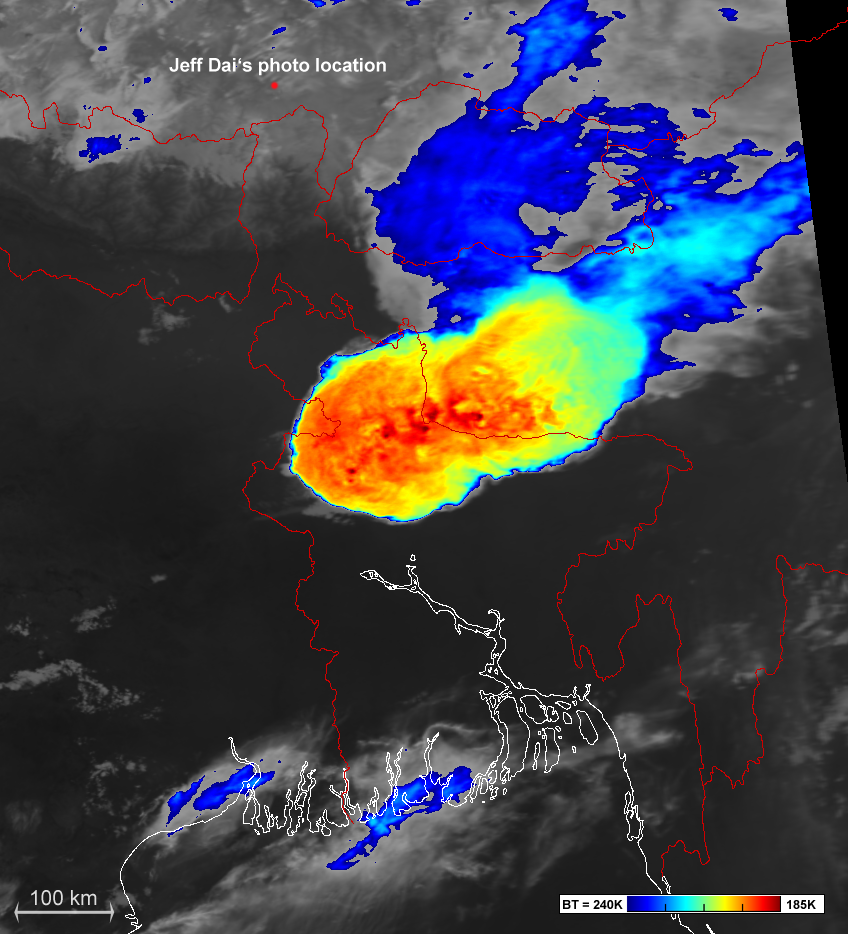 Jeff Dai's photo location
100 km
BT = 240K 185K